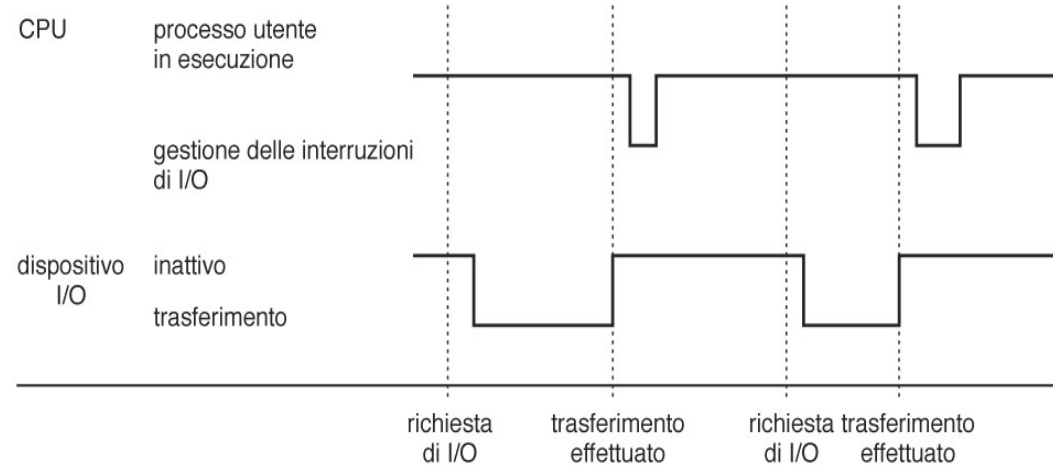 CPU
processo utente
in esecuzione
gestione delle interruzioni
di I/O
dispositivo
I/O
inattivo
trasferimento
richiesta
di I/O
trasferimento
effettuato
richiesta
di I/O
trasferimento
effettuato